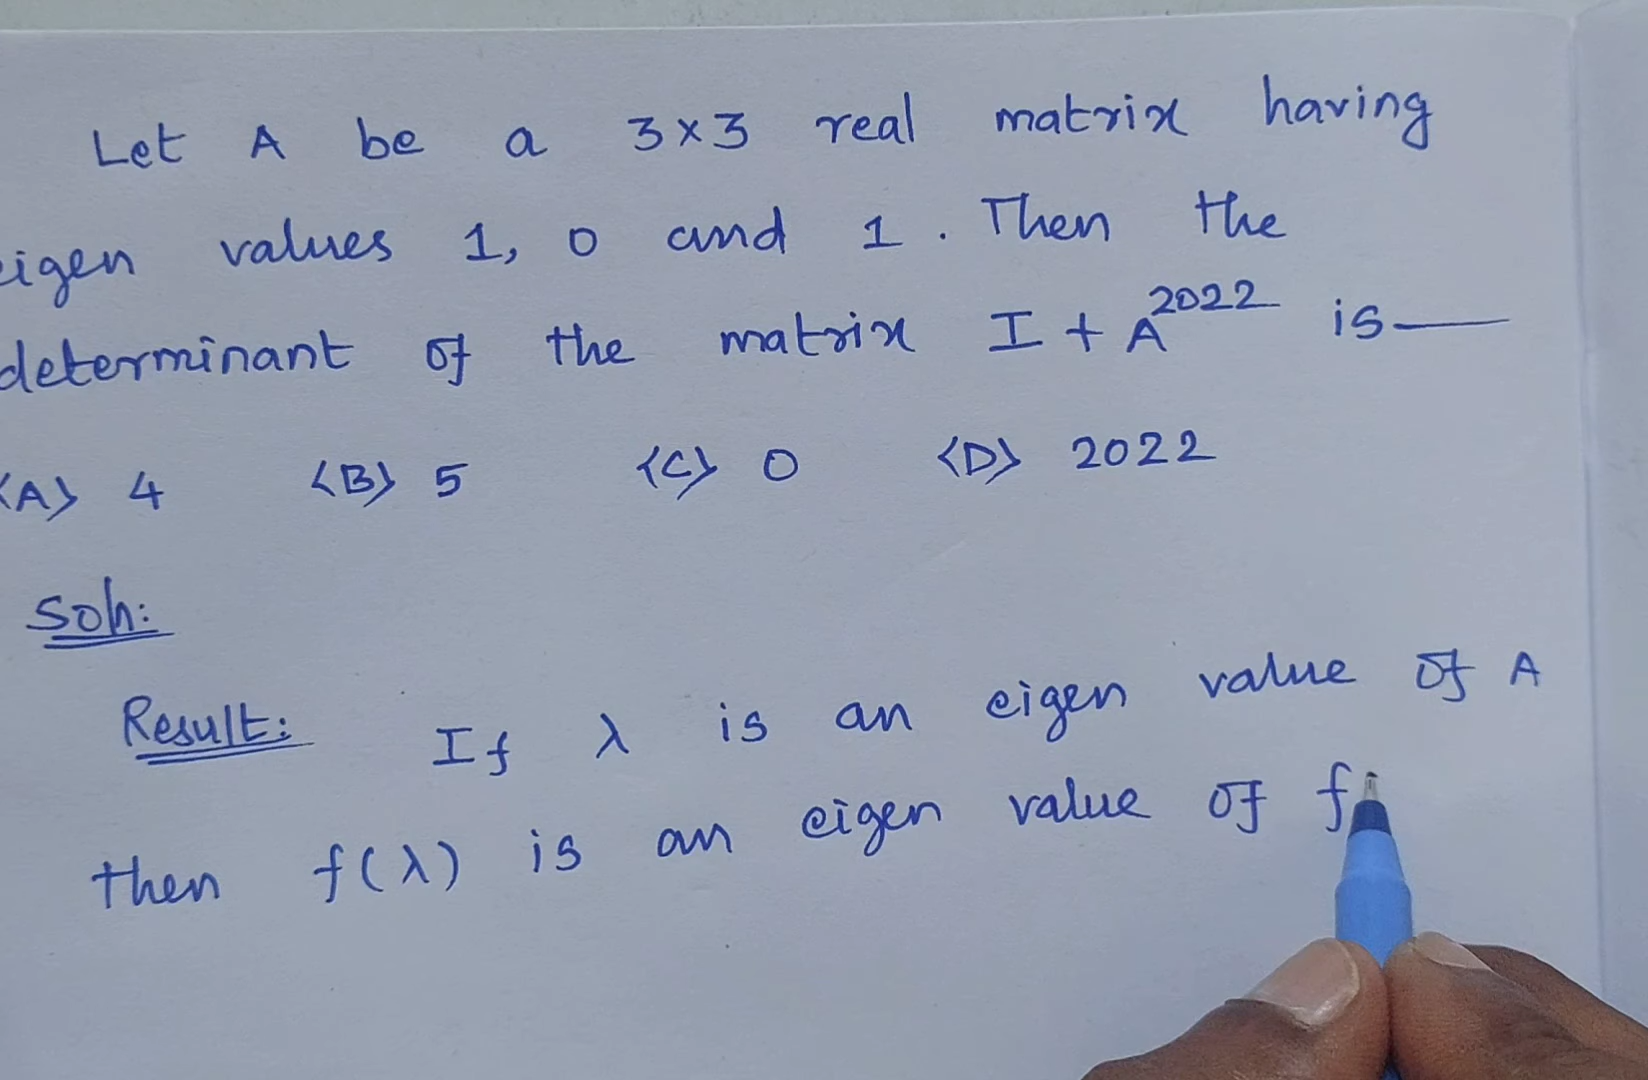 Let A be a 3×3 real matrix having
eigen values 1, 0 and 1. Then the
determinant of the matrix I + A^2022 is —
(A) 4 (B) 5 (C) 0 (D) 2022
Soln:
Result: If λ is an eigen value of A
then f(λ) is an eigen value of f